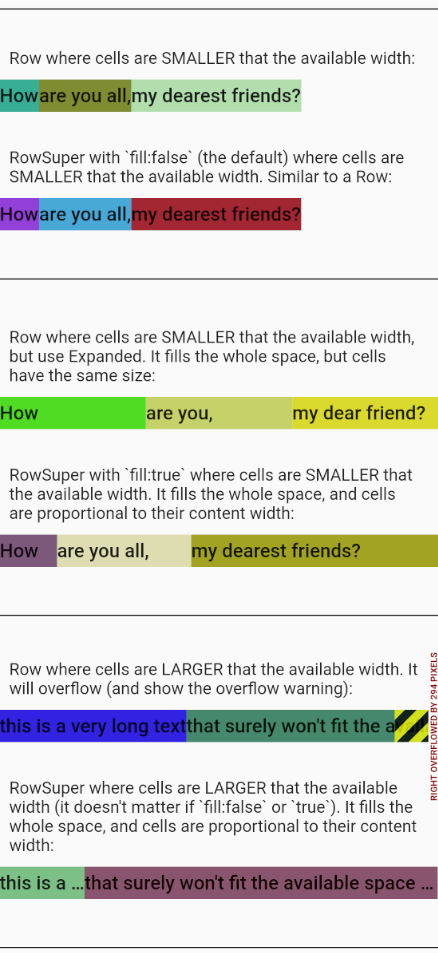 Row where cells are SMALLER that the available width:
How are you all, my dearest friends?
RowSuper with `fill:false` (the default) where cells are
SMALLER that the available width. Similar to a Row:
How are you all, my dearest friends?
Row where cells are SMALLER that the available width,
but use Expanded. It fills the whole space, but cells
have the same size:
How are you, my dear friend?
RowSuper with `fill:true` where cells are SMALLER that
the available width. It fills the whole space, and cells
are proportional to their content width:
How are you all, my dearest friends?
Row where cells are LARGER that the available width. It
will overflow (and show the overflow warning):
this is a very long text that surely won't fit the
RIGHT OVERFLOWED BY 294 PIXELS
RowSuper where cells are LARGER that the available
width (it doesn't matter if `fill:false` or `true`). It fills the
whole space, and cells are proportional to their content
width:
this is a ... that surely won't fit the available space ...